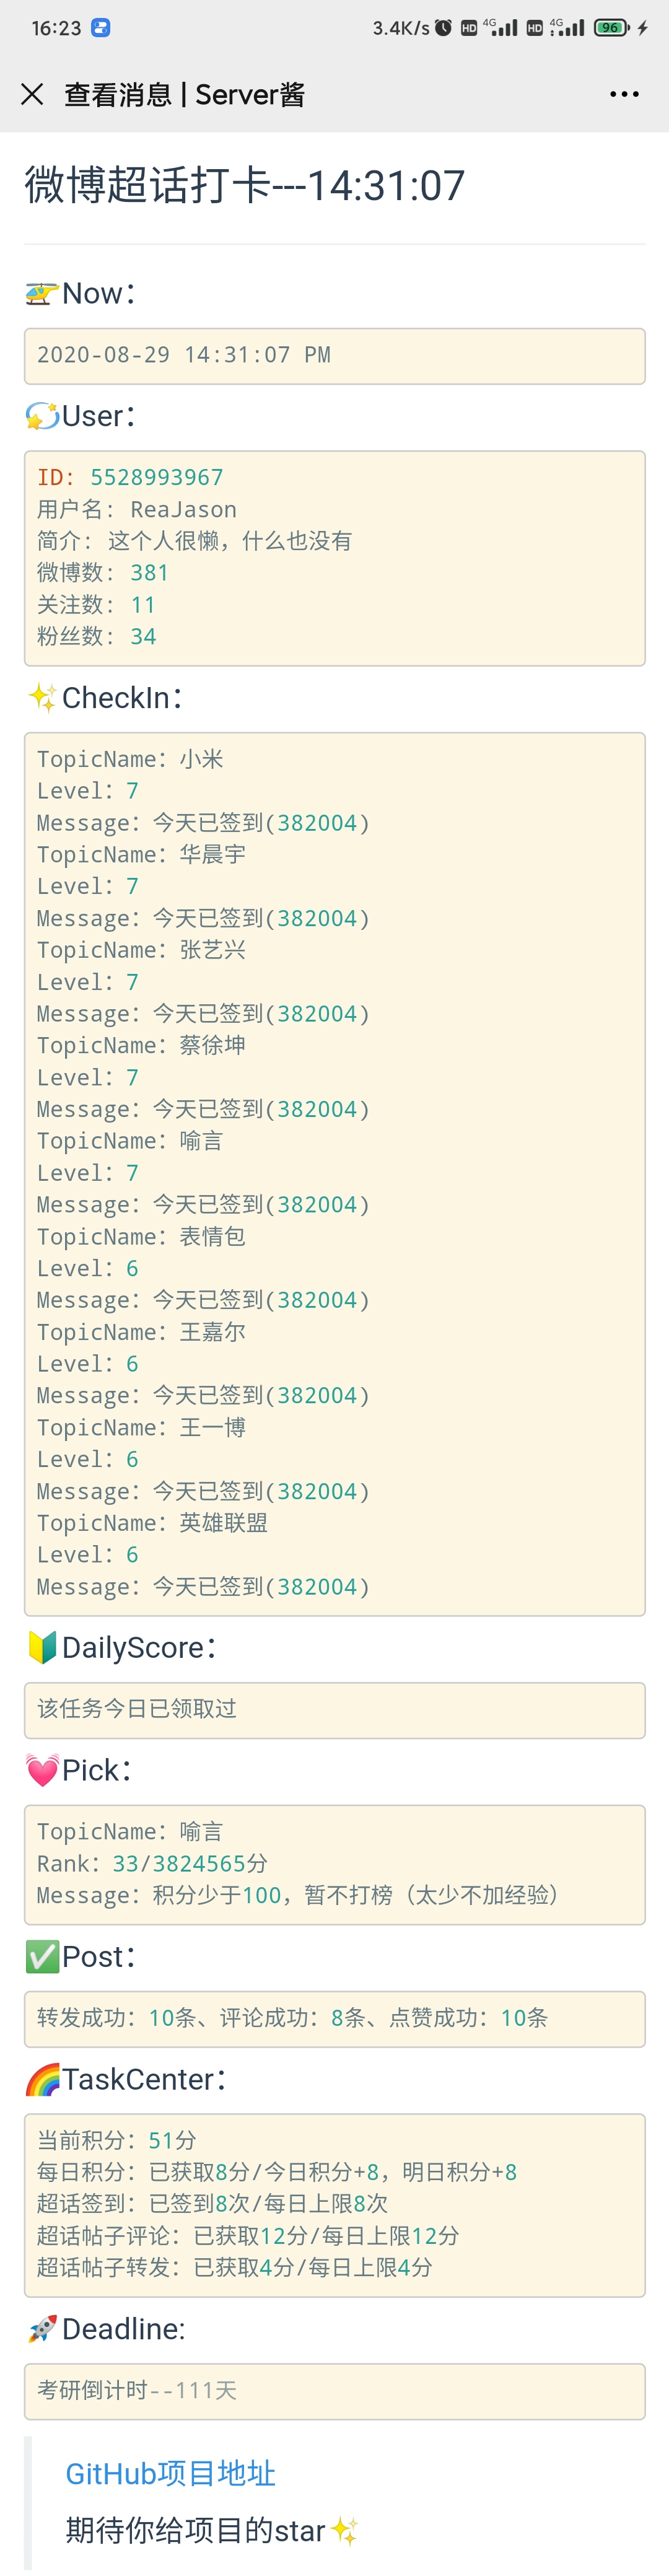 16:23
3.4K/s HD 4G HD 4G 96
查看消息 | Server酱
微博超话打卡---14:31:07
Now：
2020-08-29 14:31:07 PM
User：
ID: 5528993967
用户名: ReaJason
简介: 这个人很懒，什么也没有
微博数: 381
关注数: 11
粉丝数: 34
CheckIn：
TopicName：小米
Level：7
Message：今天已签到(382004)
TopicName：华晨宇
Level：7
Message：今天已签到(382004)
TopicName：张艺兴
Level：7
Message：今天已签到(382004)
TopicName：蔡徐坤
Level：7
Message：今天已签到(382004)
TopicName：喻言
Level：7
Message：今天已签到(382004)
TopicName：表情包
Level：6
Message：今天已签到(382004)
TopicName：王嘉尔
Level：6
Message：今天已签到(382004)
TopicName：王一博
Level：6
Message：今天已签到(382004)
TopicName：英雄联盟
Level：6
Message：今天已签到(382004)
DailyScore：
该任务今日已领取过
Pick：
TopicName：喻言
Rank：33/3824565分
Message：积分少于100，暂不打榜（太少不加经验）
Post：
转发成功：10条、评论成功：8条、点赞成功：10条
TaskCenter：
当前积分：51分
每日积分：已获取8分/今日积分+8，明日积分+8
超话签到：已签到8次/每日上限8次
超话帖子评论：已获取12分/每日上限12分
超话帖子转发：已获取4分/每日上限4分
Deadline:
考研倒计时--111天
GitHub项目地址
期待你给项目的star